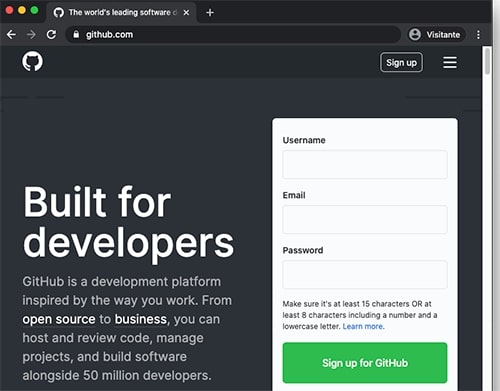 The world's leading software d
github.com
Visitante
Sign up
Built for
developers
GitHub is a development platform
inspired by the way you work. From
open source to business, you can
host and review code, manage
projects, and build software
alongside 50 million developers.
Username
Email
Password
Make sure it's at least 15 characters OR at
least 8 characters including a number and a
lowercase letter. Learn more.
Sign up for GitHub